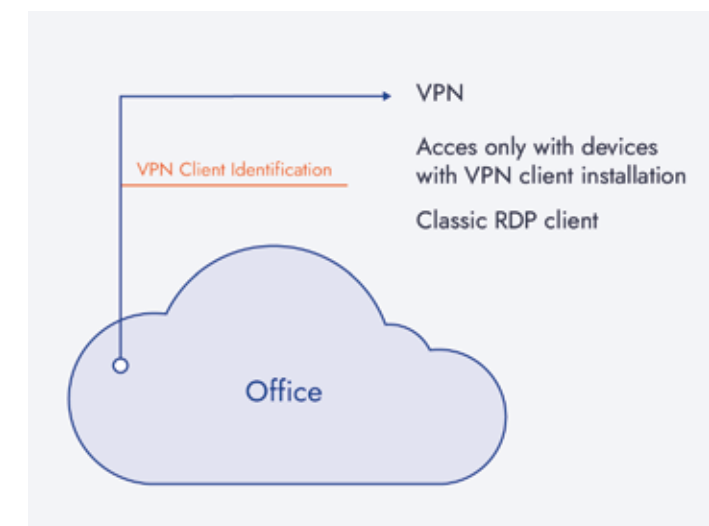 VPN
VPN Client Identification
Acces only with devices
with VPN client installation
Classic RDP client
Office